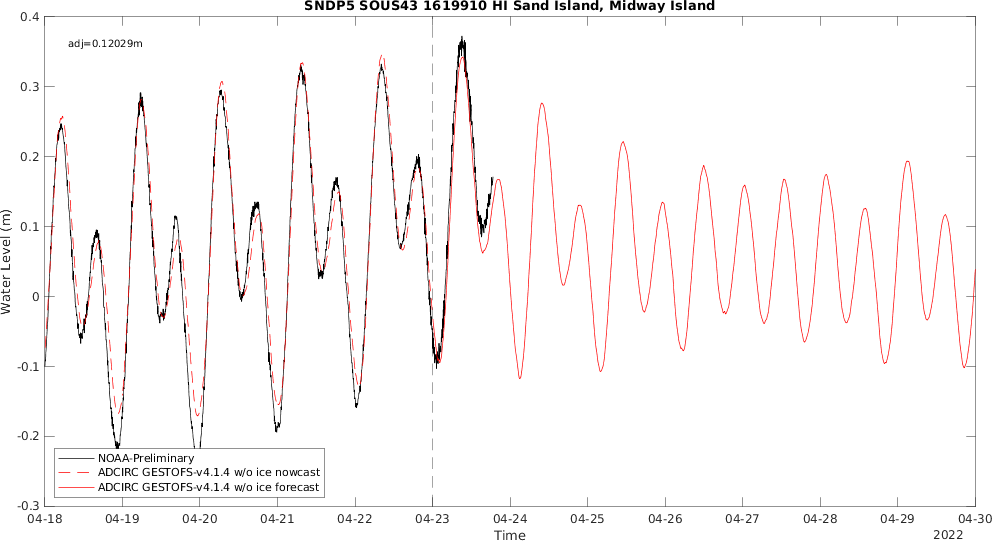 SNDP5 SOUS43 1619910 HI Sand Island, Midway Island
adj=0.12029m
Water Level (m)
0.4
0.3
0.2
0.1
0
-0.1
-0.2
-0.3
NOAA-Preliminary
ADCIRC GESTOFS-v4.1.4 w/o ice nowcast
ADCIRC GESTOFS-v4.1.4 w/o ice forecast
04-18 04-19 04-20 04-21 04-22 04-23 04-24 04-25 04-26 04-27 04-28 04-29 04-30
Time
2022